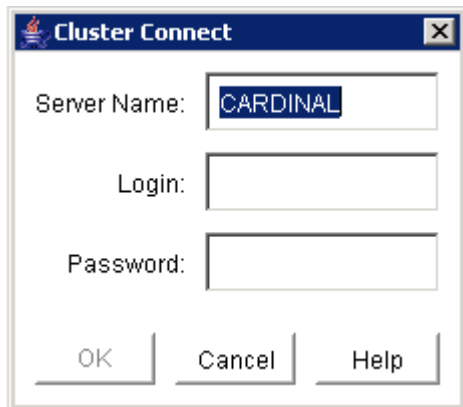 Cluster Connect
Server Name: CARDINAL
Login:
Password:
OK Cancel Help